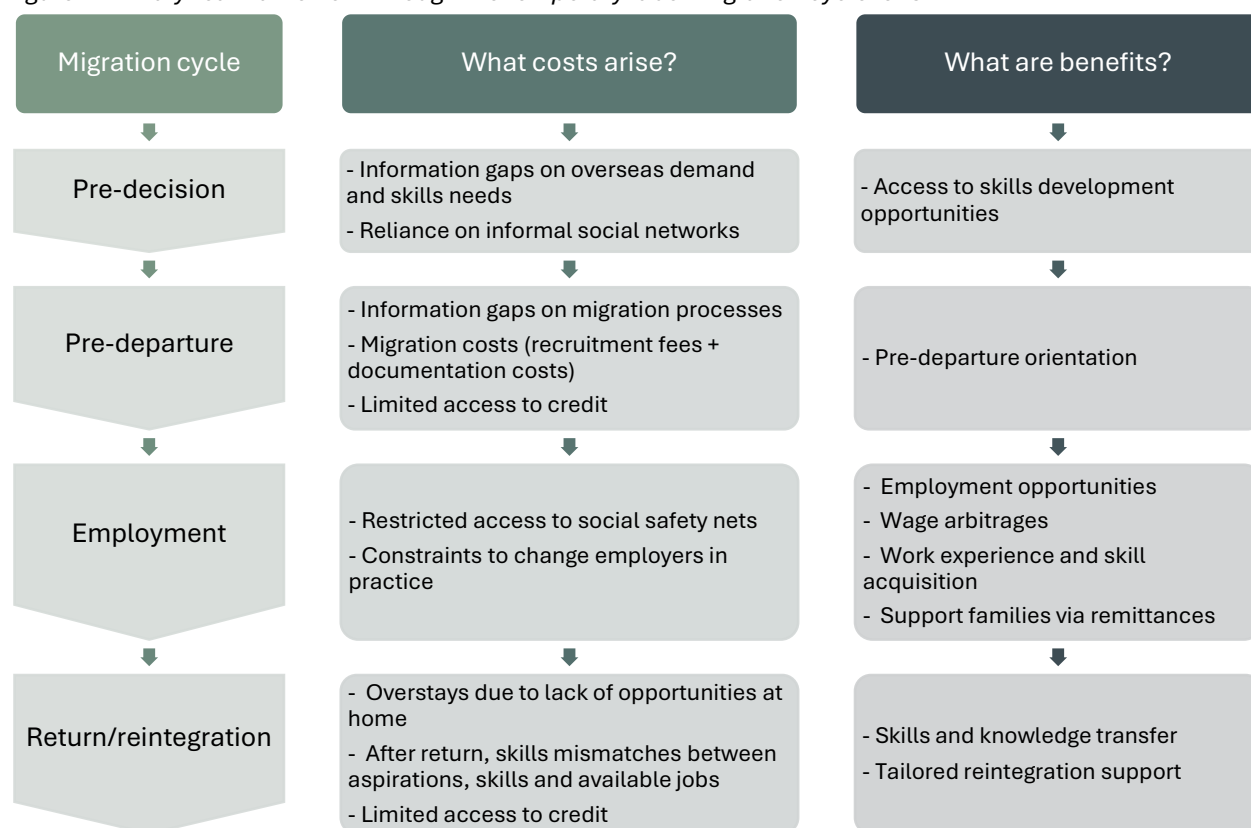 Migration cycle
What costs arise?
What are benefits?
Pre-decision
- Information gaps on overseas demand
and skills needs
- Reliance on informal social networks
- Access to skills development
opportunities
Pre-departure
- Information gaps on migration processes
- Migration costs (recruitment fees +
documentation costs)
- Limited access to credit
- Pre-departure orientation
Employment
- Restricted access to social safety nets
- Constraints to change employers in
practice
- Employment opportunities
- Wage arbitrages
- Work experience and skill
acquisition
- Support families via remittances
Return/reintegration
- Overstays due to lack of opportunities at
home
- After return, skills mismatches between
aspirations, skills and available jobs
- Limited access to credit
- Skills and knowledge transfer
- Tailored reintegration support